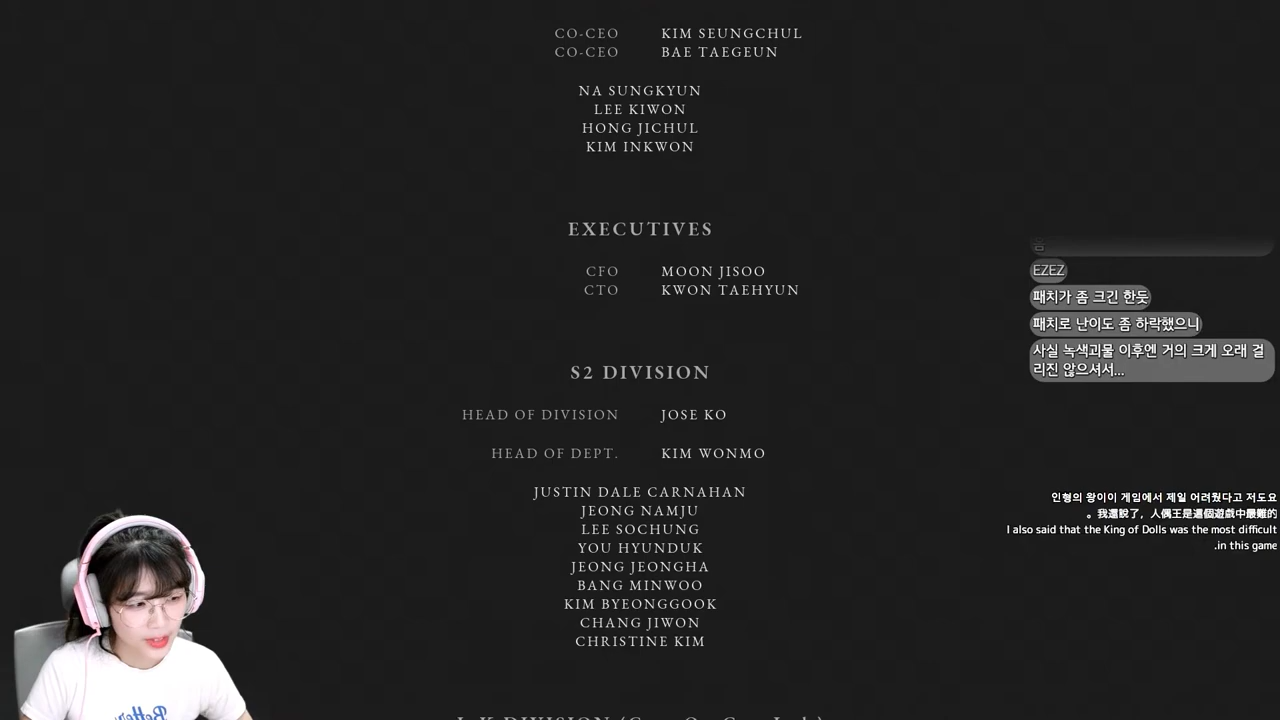 CO-CEO KIM SEUNGCHUL
CO-CEO BAE TAEGEUN
NA SUNGKYUN
LEE KIWON
HONG JICHUL
KIM INKWON
EXECUTIVES
CFO MOON JISOO
CTO KWON TAEHYUN
S2 DIVISION
HEAD OF DIVISION JOSE KO
HEAD OF DEPT. KIM WONMO
JUSTIN DALE CARNAHAN
JEONG NAMJU
LEE SOCHUNG
YOU HYUNDUK
JEONG JEONGHA
BANG MINWOO
KIM BYEONGGOOK
CHANG JIWON
CHRISTINE KIM
EZEZ
패치가 좀 크긴 한듯
패치로 난이도 좀 하락했으니
사실 녹색괴물 이후엔 거의 크게 오래 걸
리진 않으셔서...
인형의 왕이이 게임에서 제일 어려웠다고 저도요
。我還說了，人偶王是這個遊戲中最難的
I also said that the King of Dolls was the most difficult
.in this game